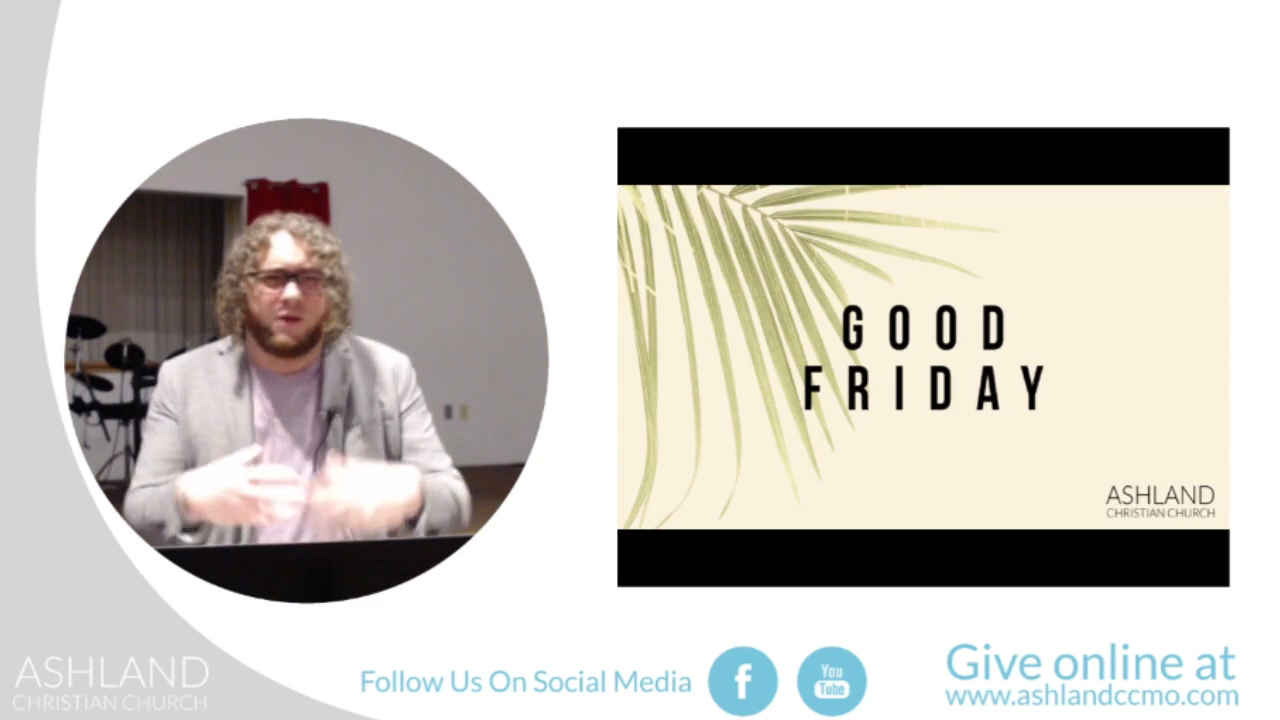 GOOD
FRIDAY
ASHLAND
CHRISTIAN CHURCH
ASHLAND
CHRISTIAN CHURCH
Follow Us On Social Media
f
You
Tube
Give online at
www.ashlandccmo.com